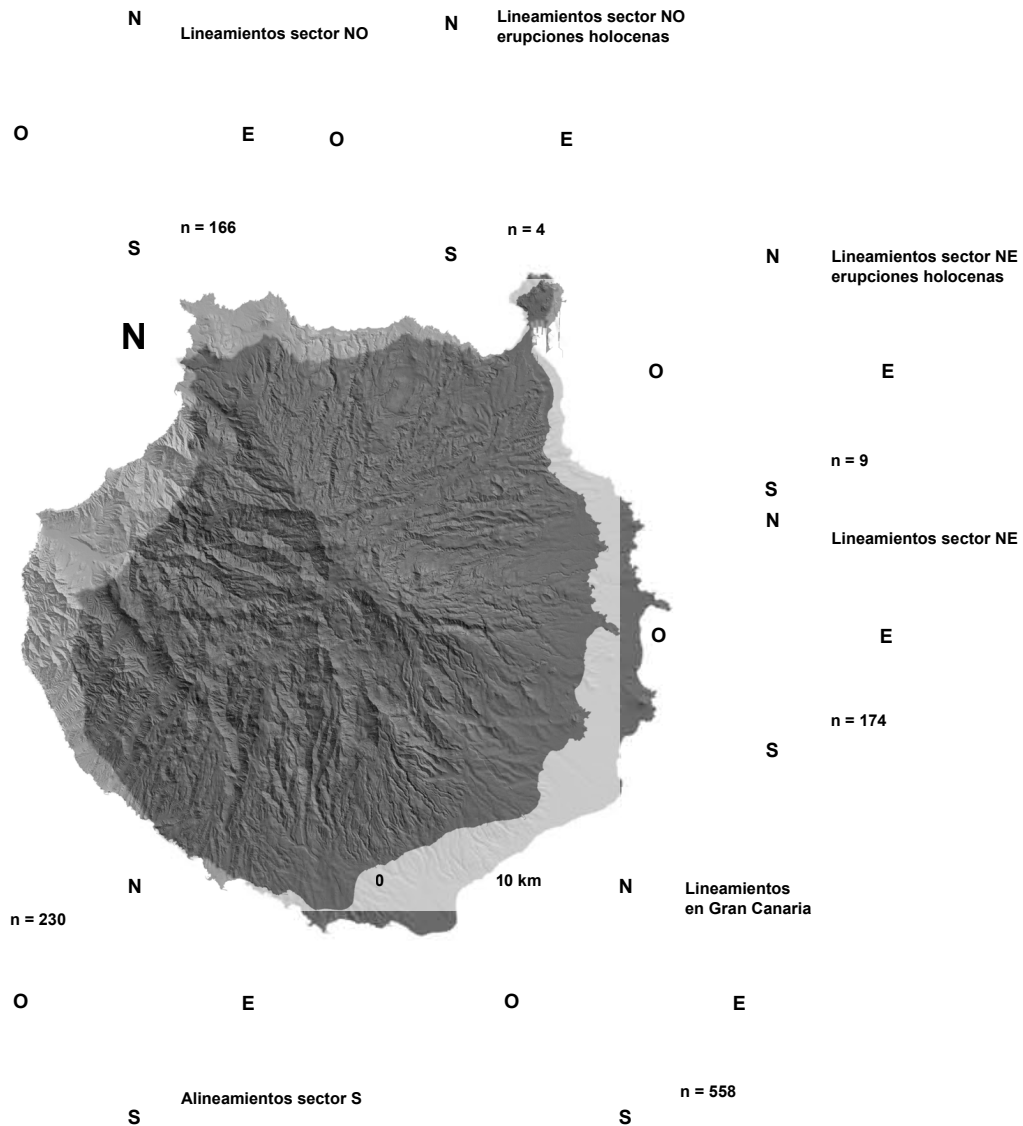 N
Lineamientos sector NO
O
E
S
n = 166
N
Lineamientos sector NO
erupciones holocenas
O
E
S
n = 4
N
Lineamientos sector NE
erupciones holocenas
O
E
n = 9
S
N
N
Lineamientos sector NE
O
E
n = 174
S
0
10 km
N
n = 230
O
E
Alineamientos sector S
S
N
Lineamientos
en Gran Canaria
O
E
n = 558
S